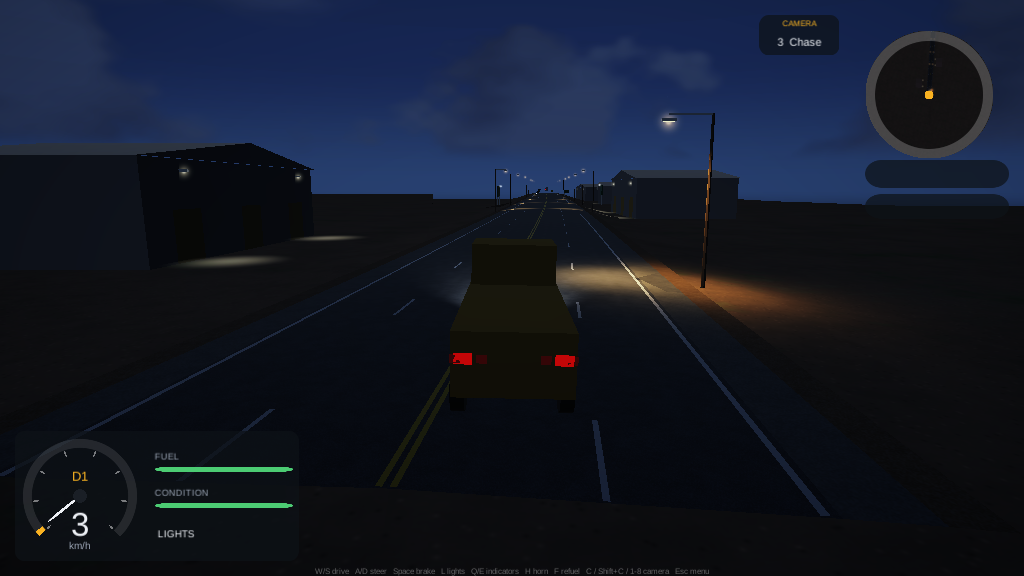 CAMERA
3 Chase
D1
3
km/h
FUEL
CONDITION
LIGHTS
W/S drive A/D steer Space brake L lights Q/E indicators H horn F refuel C / Shift+C / 1-8 camera Esc menu